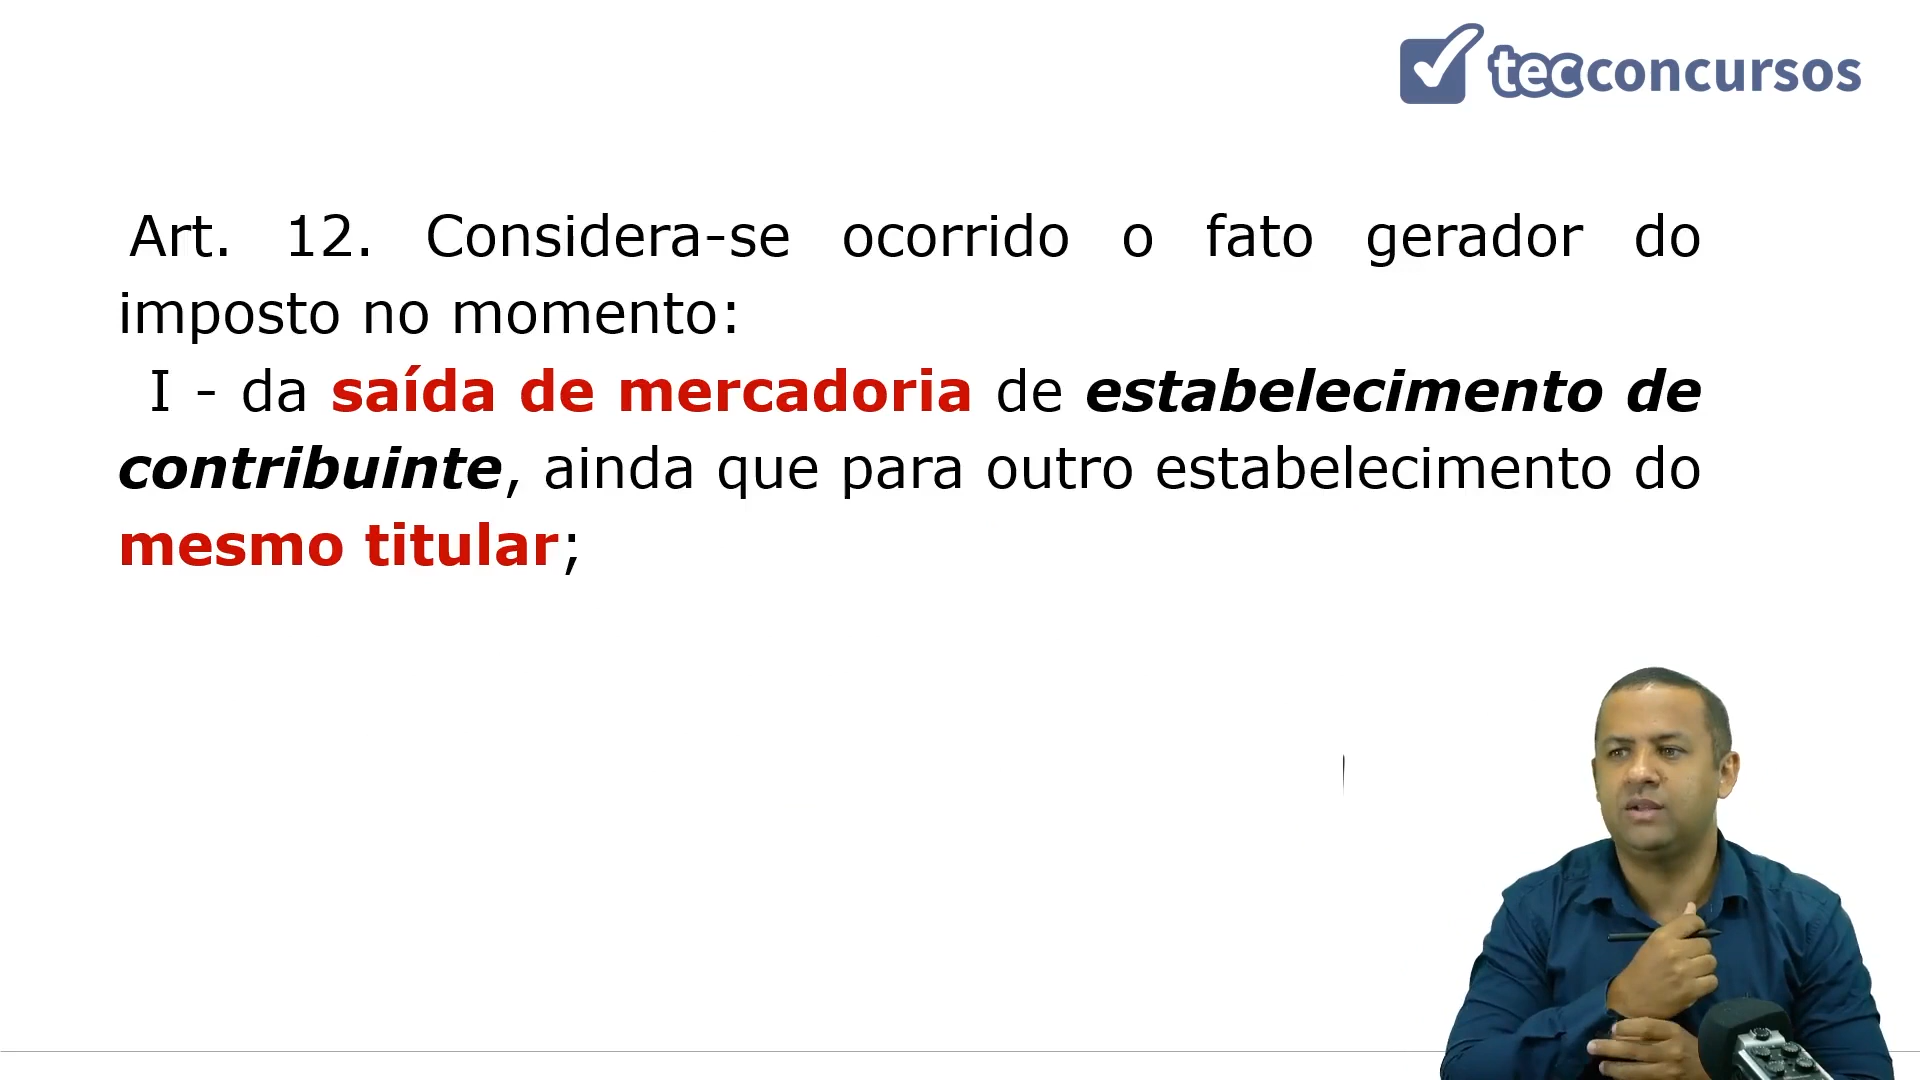 tecconcursos
Art. 12. Considera-se ocorrido o fato gerador do
imposto no momento:
I - da saída de mercadoria de estabelecimento de
contribuinte, ainda que para outro estabelecimento do
mesmo titular;